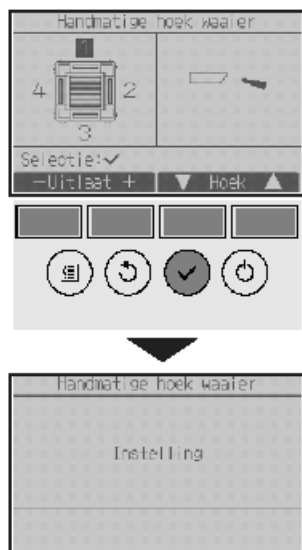 Handmatige hoek waaier
1
4 2
3
Selectie:✓
−Uitlaat + ▼ Hoek ▲
Handmatige hoek waaier
Instelling